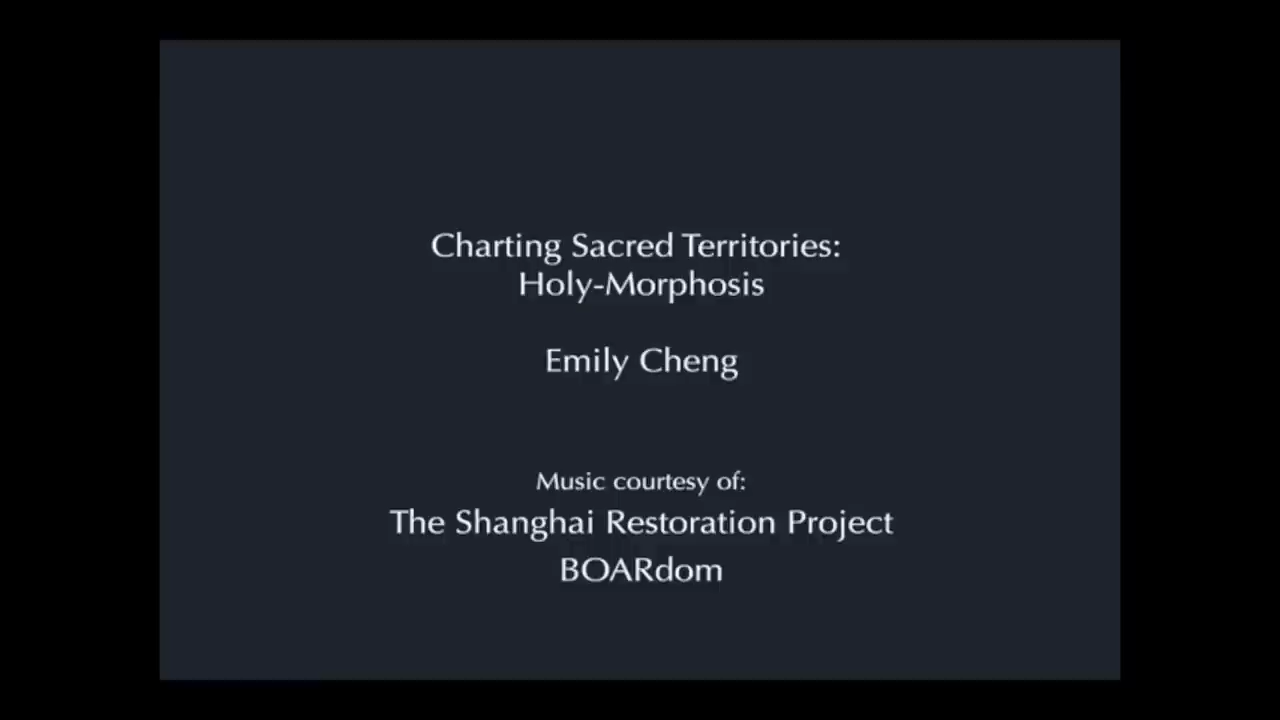 Charting Sacred Territories:
Holy-Morphosis
Emily Cheng
Music courtesy of:
The Shanghai Restoration Project
BOARdom